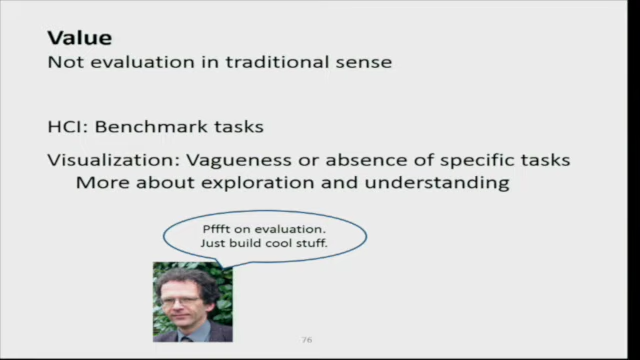 Value
Not evaluation in traditional sense
HCI: Benchmark tasks
Visualization: Vagueness or absence of specific tasks
More about exploration and understanding
Pffft on evaluation.
Just build cool stuff.
76